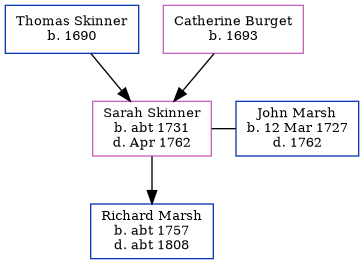 Thomas Skinner
b. 1690
Catherine Burget
b. 1693
Sarah Skinner
b. abt 1731
d. Apr 1762
John Marsh
b. 12 Mar 1727
d. 1762
Richard Marsh
b. abt 1757
d. abt 1808